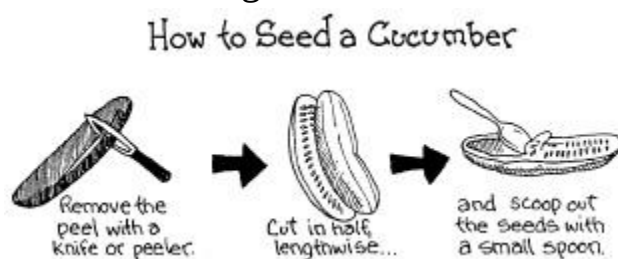 How to Seed a Cucumber
Remove the
peel with a
knife or peeler.
Cut in half,
lengthwise...
and scoop out
the seeds with
a small spoon.